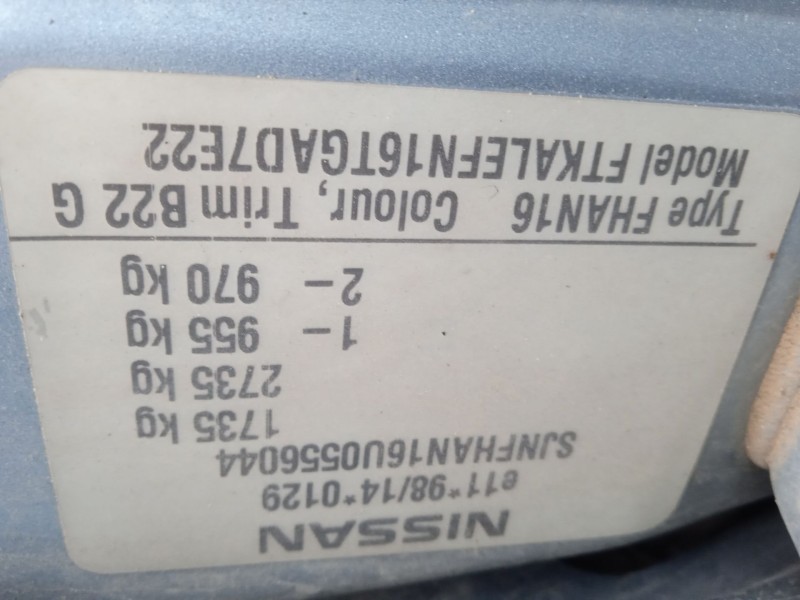 NISSAN
e11*98/14*0129
SJNFHAN16U0556044
1735 kg
2735 kg
1– 955 kg
2– 970 kg
Type FHAN16 Colour, Trim B22 G
Model FTKALEFN16TGAD7E22